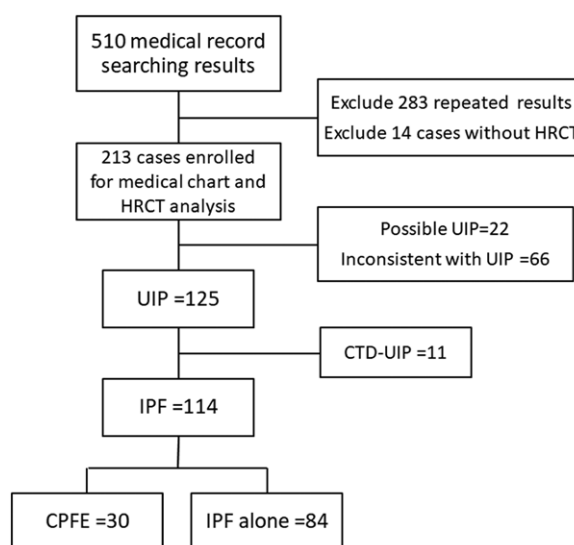 510 medical record
searching results
Exclude 283 repeated results
Exclude 14 cases without HRCT
213 cases enrolled
for medical chart and
HRCT analysis
Possible UIP=22
Inconsistent with UIP =66
UIP =125
CTD-UIP =11
IPF =114
CPFE =30
IPF alone =84